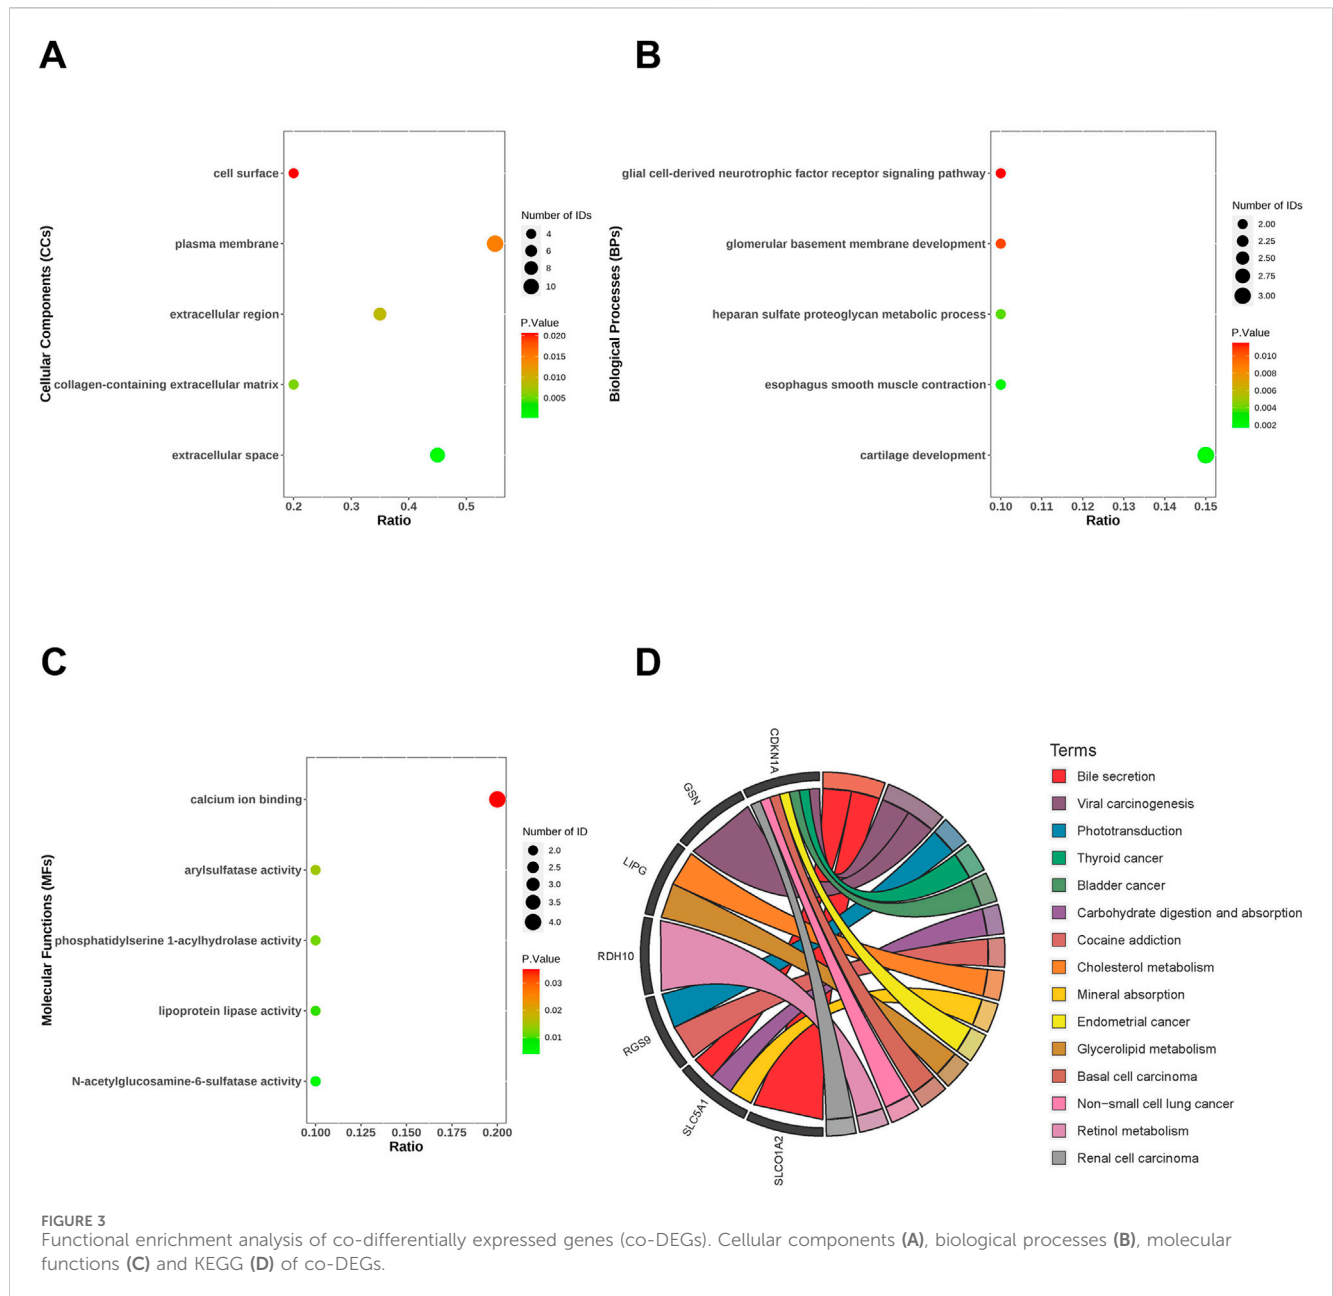 A
Cellular Components (CCs)
cell surface
plasma membrane
extracellular region
collagen-containing extracellular matrix
extracellular space
0.2 0.3 0.4 0.5
Ratio
Number of IDs
4
6
8
10
P.Value
0.020
0.015
0.010
0.005
B
Biological Processes (BPs)
glial cell-derived neurotrophic factor receptor signaling pathway
glomerular basement membrane development
heparan sulfate proteoglycan metabolic process
esophagus smooth muscle contraction
cartilage development
0.10 0.11 0.12 0.13 0.14 0.15
Ratio
Number of IDs
2.00
2.25
2.50
2.75
3.00
P.Value
0.010
0.008
0.006
0.004
0.002
C
Molecular Functions (MFs)
calcium ion binding
arylsulfatase activity
phosphatidylserine 1-acylhydrolase activity
lipoprotein lipase activity
N-acetylglucosamine-6-sulfatase activity
0.100 0.125 0.150 0.175 0.200
Ratio
Number of ID
2.0
2.5
3.0
3.5
4.0
P.Value
0.03
0.02
0.01
D
CDKN1A
GSN
LIPG
RDH10
RGS9
SLC5A1
SLCO1A2
Terms
Bile secretion
Viral carcinogenesis
Phototransduction
Thyroid cancer
Bladder cancer
Carbohydrate digestion and absorption
Cocaine addiction
Cholesterol metabolism
Mineral absorption
Endometrial cancer
Glycerolipid metabolism
Basal cell carcinoma
Non−small cell lung cancer
Retinol metabolism
Renal cell carcinoma
FIGURE 3
Functional enrichment analysis of co-differentially expressed genes (co-DEGs). Cellular components (A), biological processes (B), molecular
functions (C) and KEGG (D) of co-DEGs.